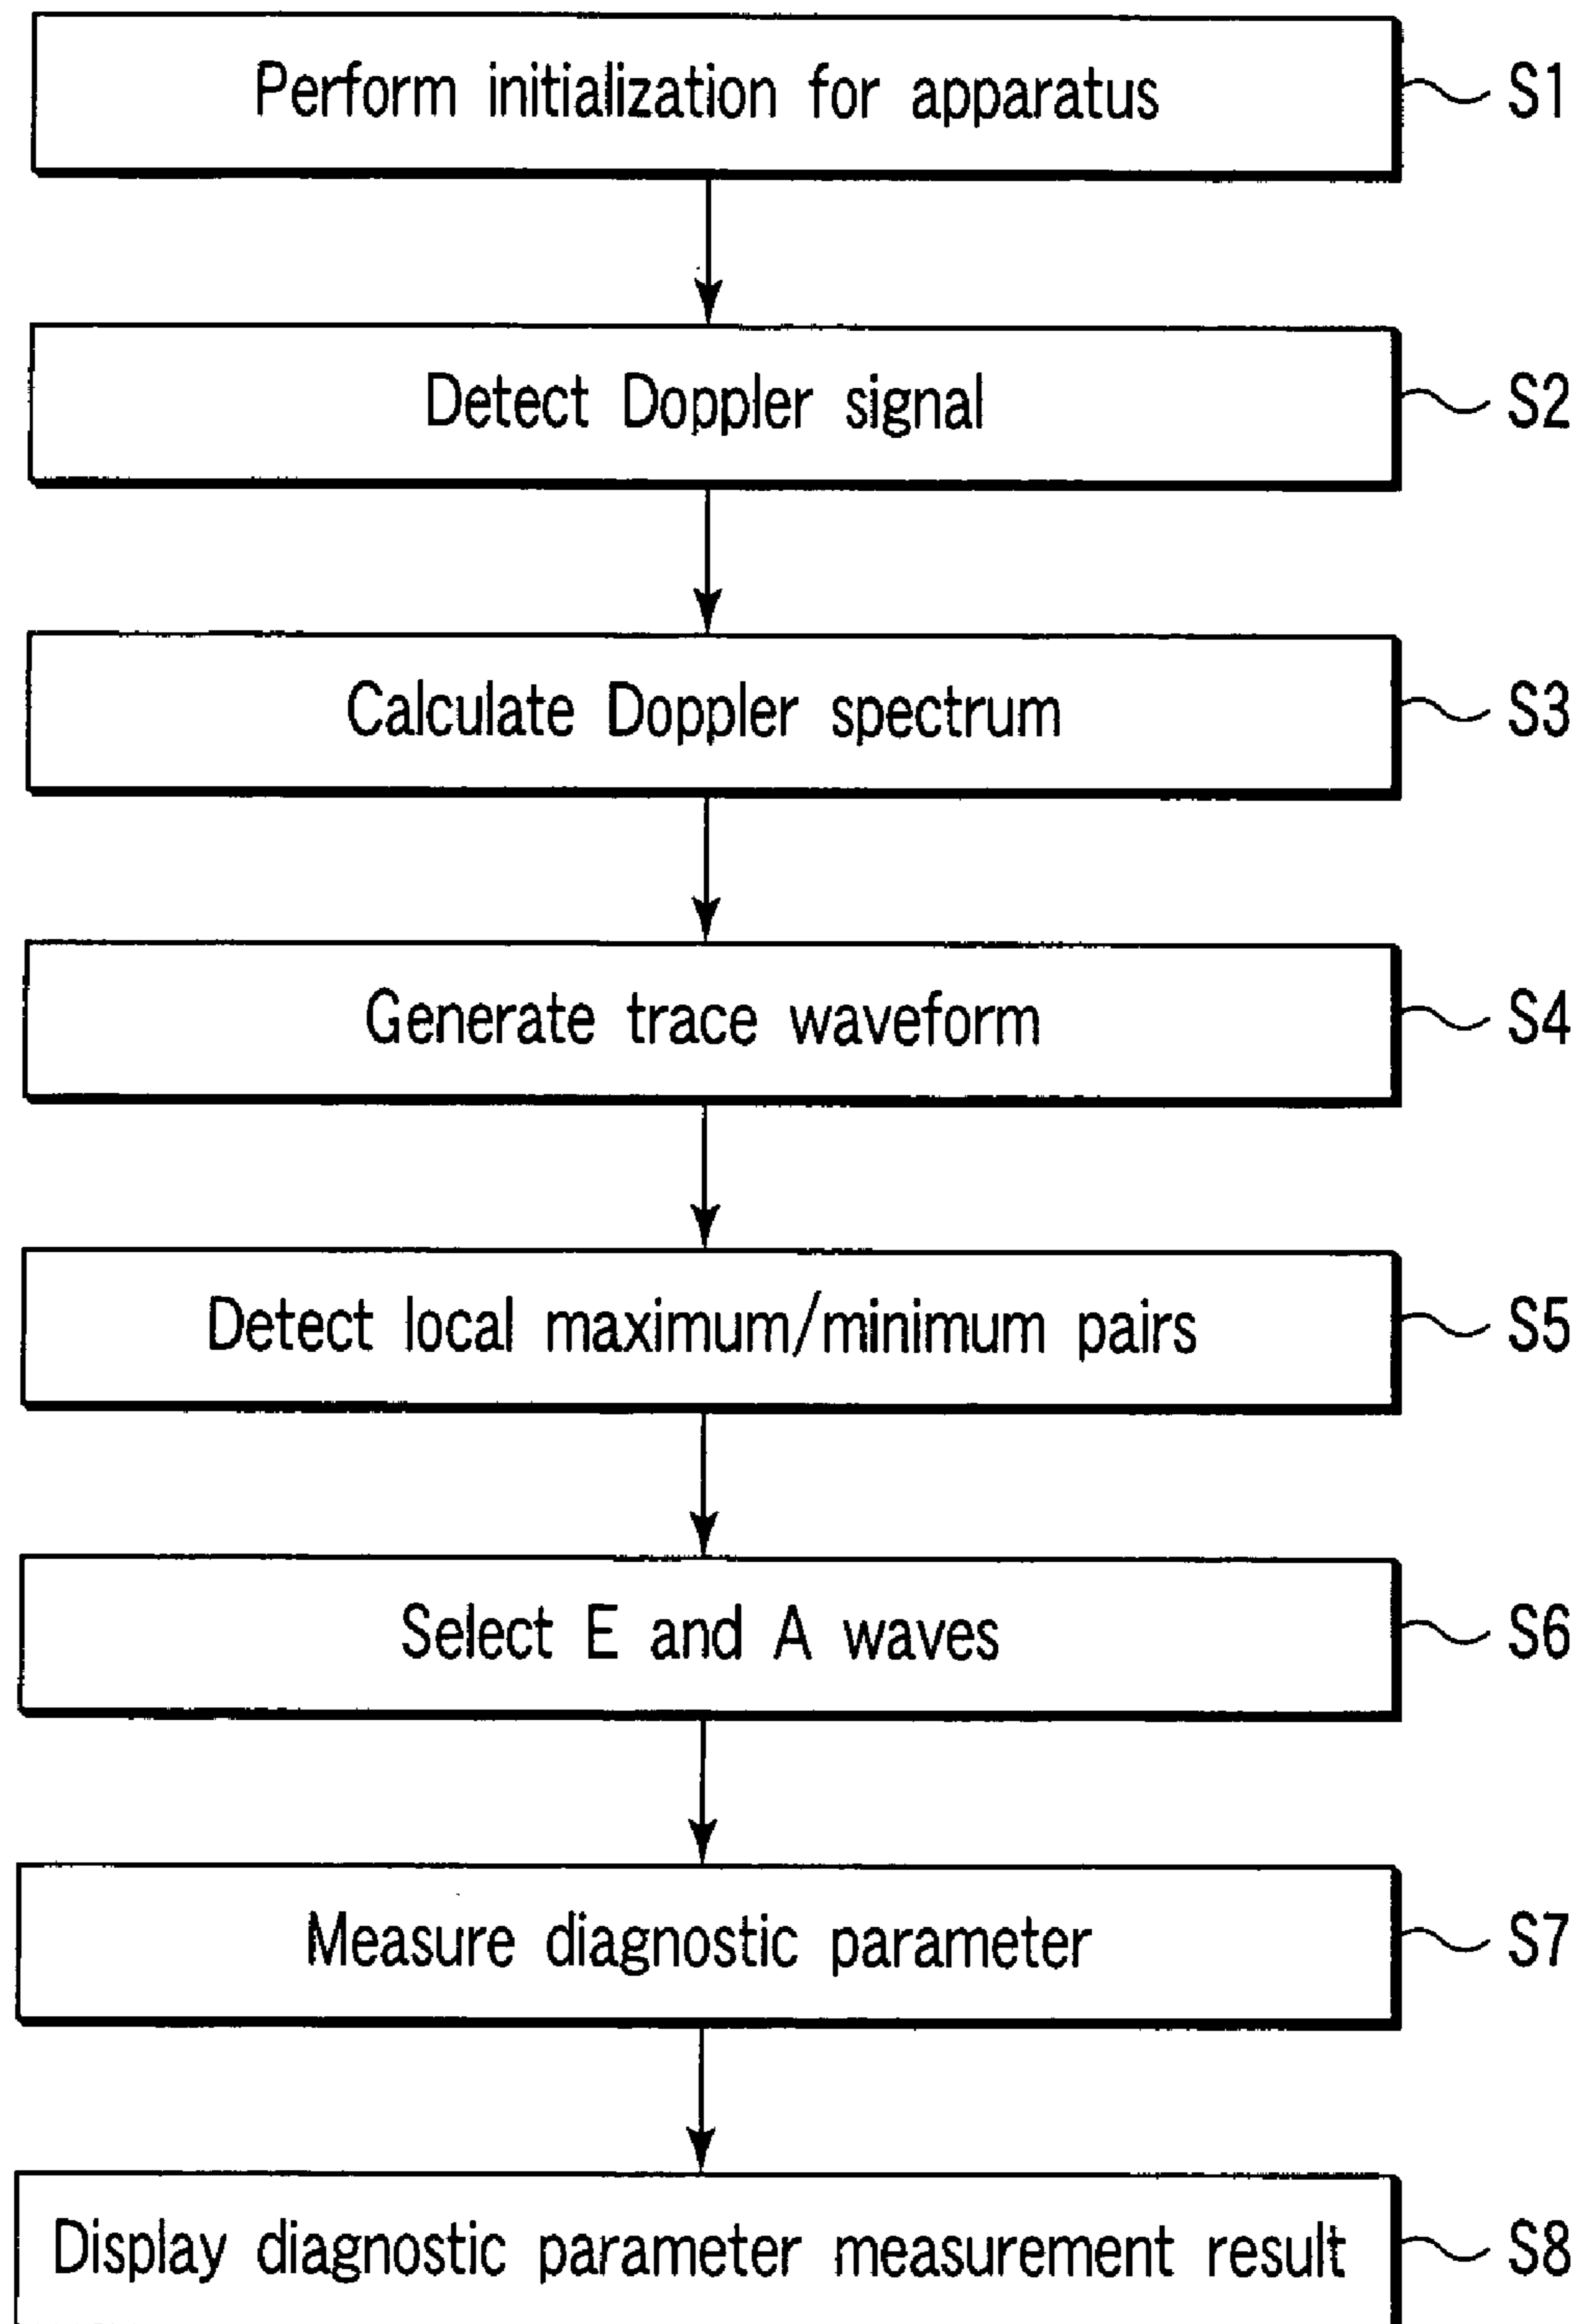 Perform initialization for apparatus S1
Detect Doppler signal S2
Calculate Doppler spectrum S3
Generate trace waveform S4
Detect local maximum/minimum pairs S5
Select E and A waves S6
Measure diagnostic parameter S7
Display diagnostic parameter measurement result S8